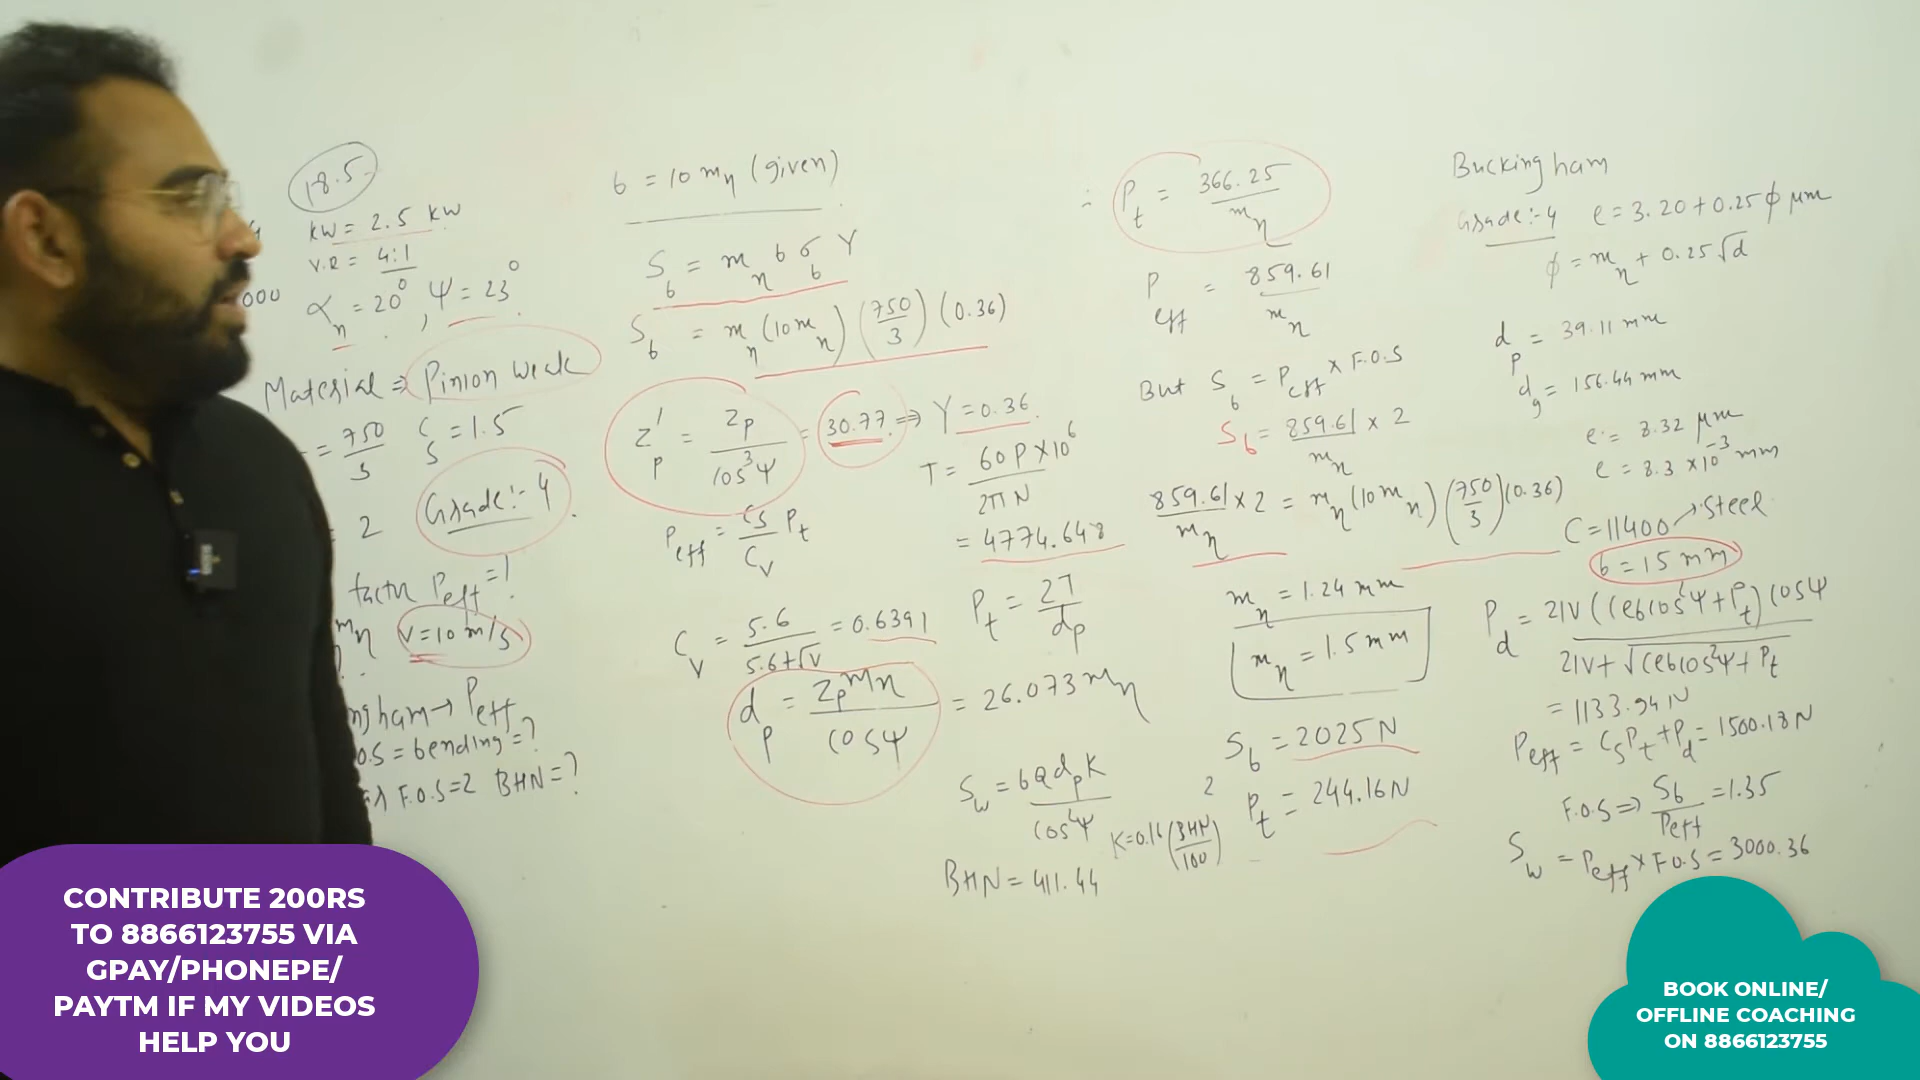 18.5
kW = 2.5 kW
V.R = 4:1
000
αn = 20°, ψ = 23°
Material ⇒ Pinion weak
= 750/3 Cs = 1.5
= 2 Grade:- 4
factor Peff = ?
mn V = 10 m/s
ngham → Peff
O.S = bending = ?
F.O.S = 2 BHN = ?
b = 10 mn (given)
Sb = mn b σb Y
Sb = mn (10 mn) (750/3) (0.36)
Z'p = Zp/cos³ψ = 30.77 ⇒ Y = 0.36
Peff = Cs/Cv Pt
Cv = 5.6/5.6+√V = 0.6391
dp = Zp mn/cosψ = 26.073 mn
T = 60 P × 10⁶/2π N
= 4774.648
Pt = 2T/dp
Sw = b Q dp K/cos²ψ
K = 0.16 (BHN/100)²
BHN = 411.44
∴ Pt = 366.25/mn
Peff = 859.61/mn
But Sb = Peff × F.O.S
Sb = 859.61/mn × 2
859.61/mn × 2 = mn (10 mn) (750/3) (0.36)
mn = 1.24 mm
mn = 1.5 mm
Sb = 2025 N
Pt = 244.16 N
Buckingham
Grade:- 4 e = 3.20 + 0.25 ϕ μm
ϕ = mn + 0.25 √d
dp = 39.11 mm
dg = 156.44 mm
e = 8.32 μm
e = 8.3 × 10⁻³ mm
C = 11400 → Steel
b = 15 mm
Pd = 21V (Ceb cos²ψ + Pt) cosψ / 21V + √Ceb cos²ψ + Pt
= 1133.94 N
Peff = Cs Pt + Pd = 1500.18 N
F.O.S ⇒ Sb/Peff = 1.35
Sw = Peff × F.O.S = 3000.36
CONTRIBUTE 200RS
TO 8866123755 VIA
GPAY/PHONEPE/
PAYTM IF MY VIDEOS
HELP YOU
BOOK ONLINE/
OFFLINE COACHING
ON 8866123755